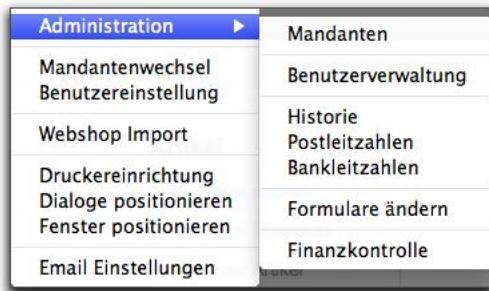 Administration
Mandantenwechsel
Benutzereinstellung
Webshop Import
Druckereinrichtung
Dialoge positionieren
Fenster positionieren
Email Einstellungen
Mandanten
Benutzerverwaltung
Historie
Postleitzahlen
Bankleitzahlen
Formulare ändern
Finanzkontrolle